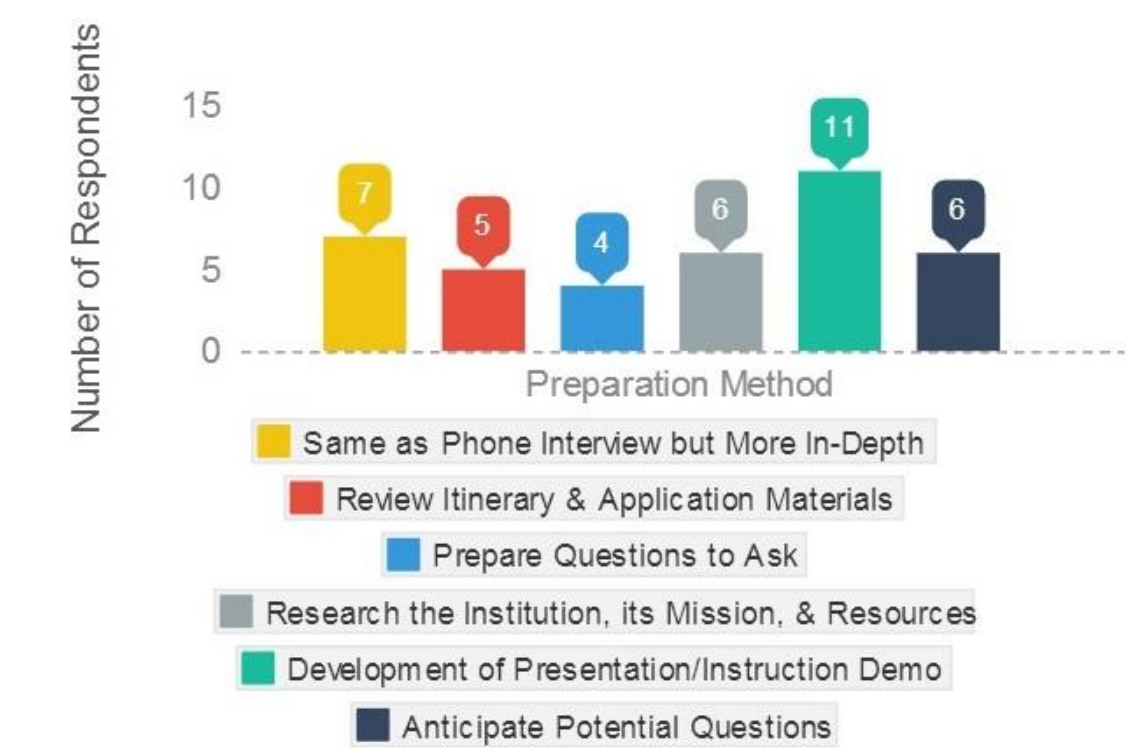 Number of Respondents
15
10
5
0
7
5
4
6
11
6
Preparation Method
Same as Phone Interview but More In-Depth
Review Itinerary & Application Materials
Prepare Questions to Ask
Research the Institution, its Mission, & Resources
Development of Presentation/Instruction Demo
Anticipate Potential Questions